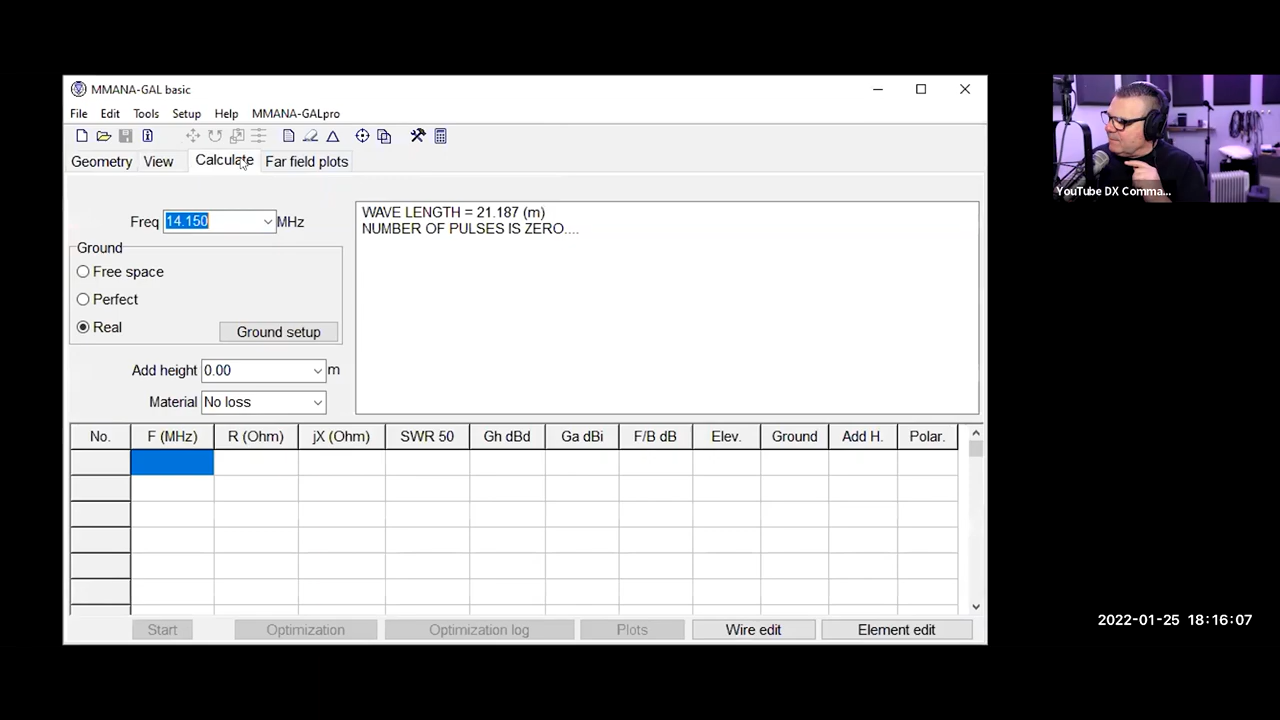 MMANA-GAL basic
File Edit Tools Setup Help MMANA-GALpro
Geometry View Calculate Far field plots
Freq 14.150 MHz
WAVE LENGTH = 21.187 (m)
NUMBER OF PULSES IS ZERO....
Ground
Free space
Perfect
Real Ground setup
Add height 0.00 m
Material No loss
No. F (MHz) R (Ohm) jX (Ohm) SWR 50 Gh dBd Ga dBi F/B dB Elev. Ground Add H. Polar.
Start Optimization Optimization log Plots Wire edit Element edit
YouTube DX Comma...
2022-01-25 18:16:07